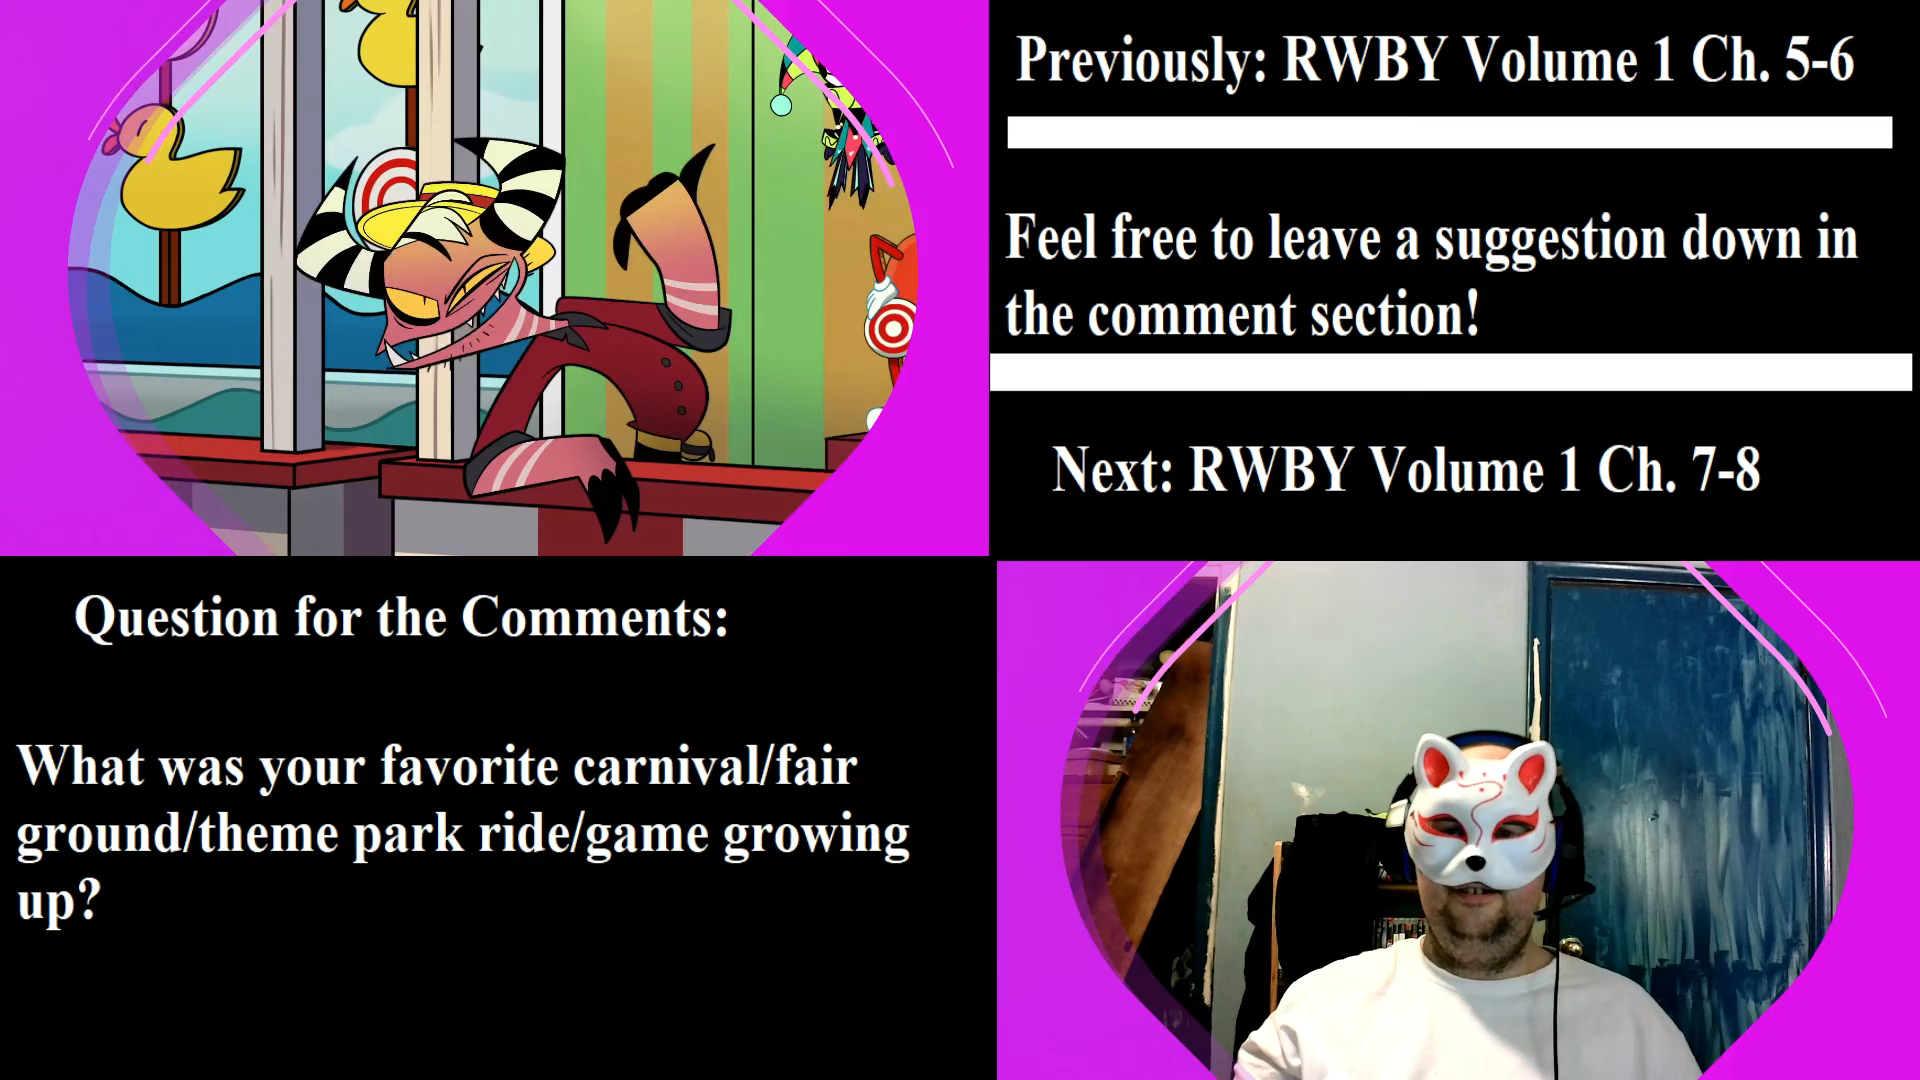 Previously: RWBY Volume 1 Ch. 5-6
Feel free to leave a suggestion down in
the comment section!
Next: RWBY Volume 1 Ch. 7-8
Question for the Comments:
What was your favorite carnival/fair
ground/theme park ride/game growing
up?